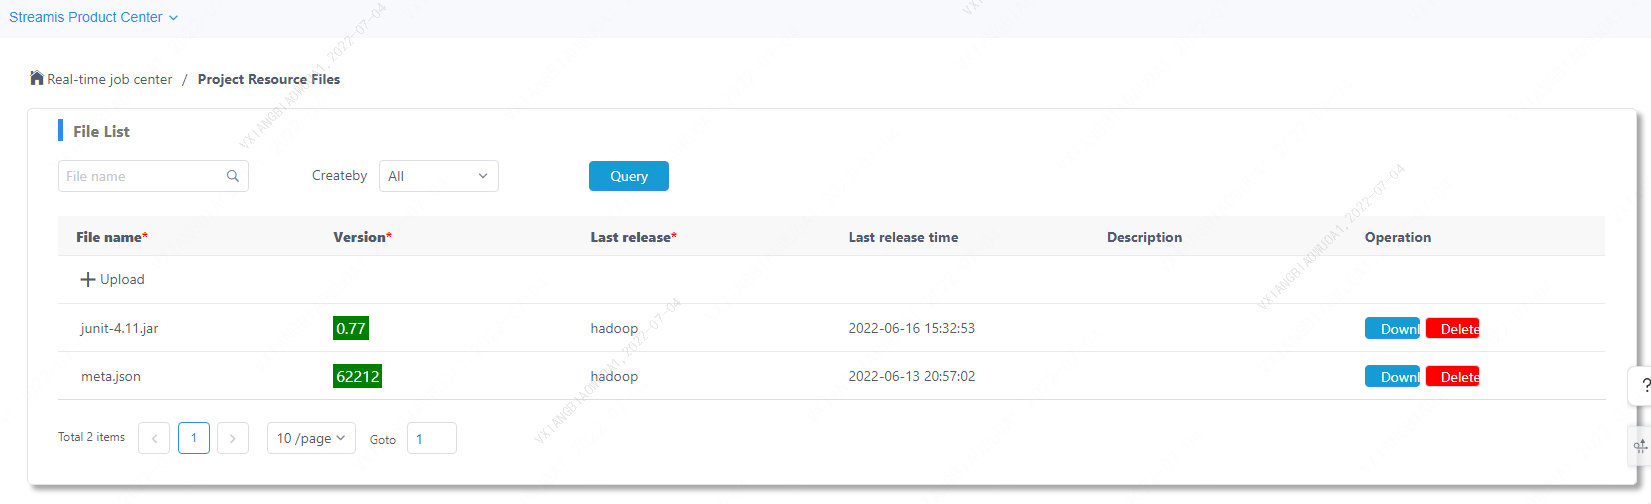 Streamis Product Center
Real-time job center / Project Resource Files
File List
File name Createby All Query
File name* Version* Last release* Last release time Description Operation
Upload
junit-4.11.jar 0.77 hadoop 2022-06-16 15:32:53 Downl Delete
meta.json 62212 hadoop 2022-06-13 20:57:02 Downl Delete
Total 2 items < 1 > 10 /page Goto 1
?